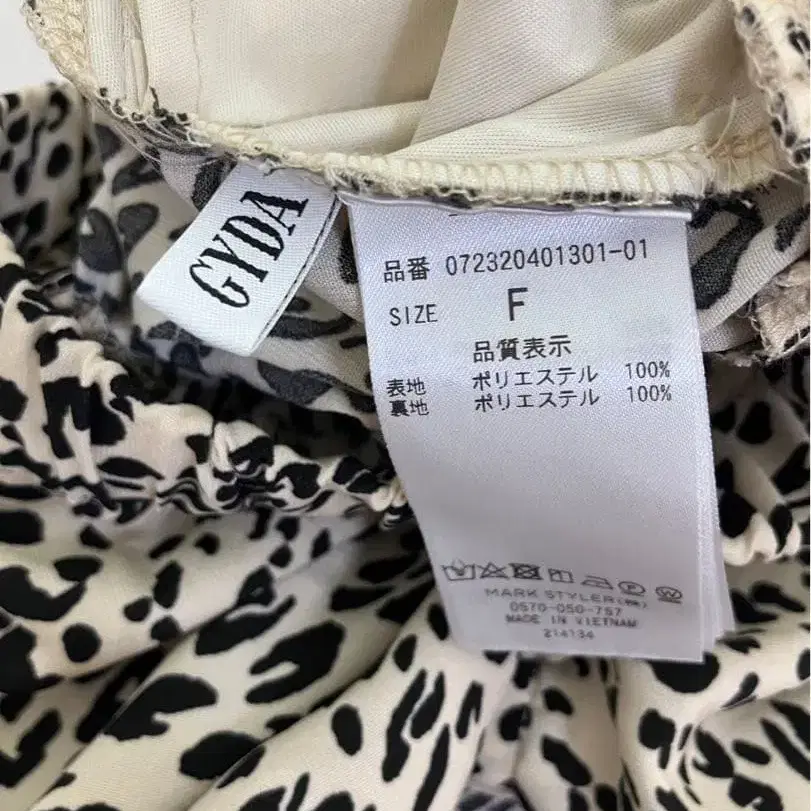 GYDA
品番 072320401301-01
SIZE F
品質表示
表地 ポリエステル 100%
裏地 ポリエステル 100%
MARK STYLER(株)
0570-050-757
MADE IN VIETNAM
214134